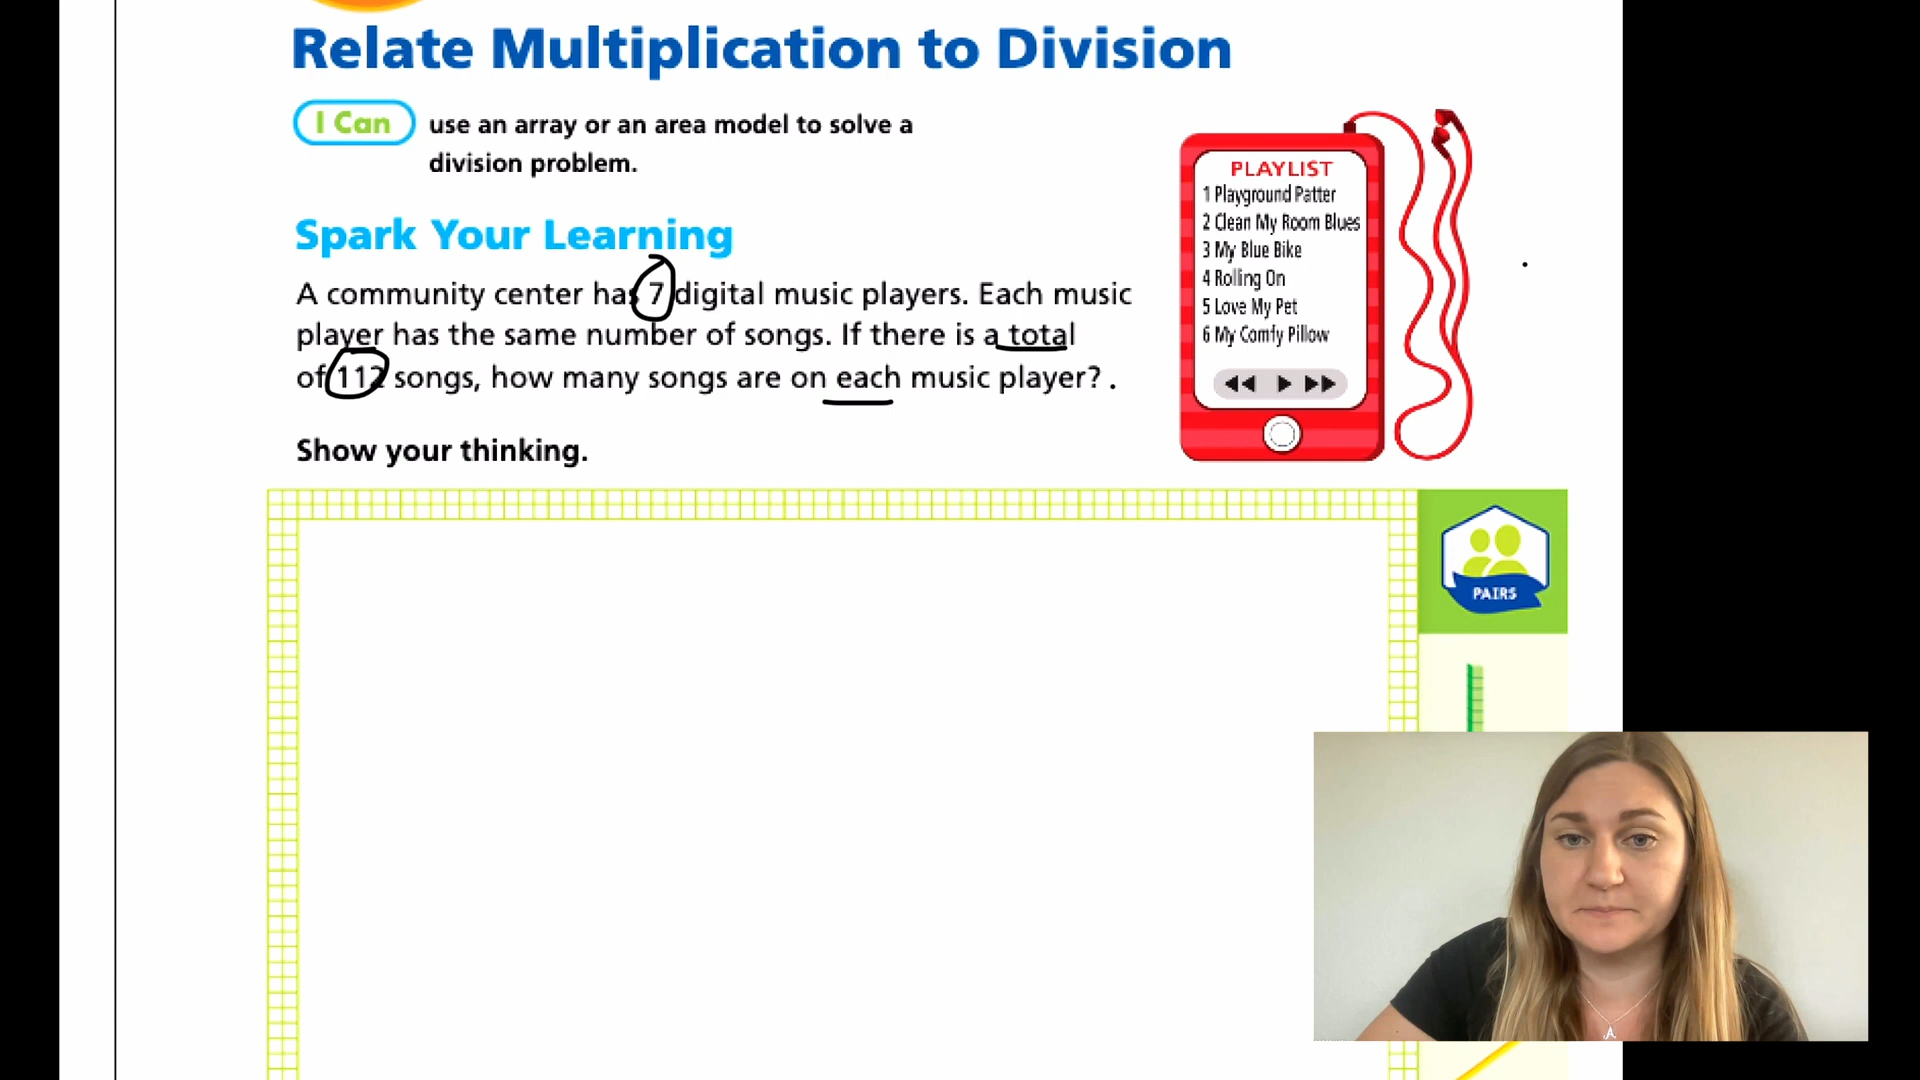 Relate Multiplication to Division
I Can
use an array or an area model to solve a
division problem.
Spark Your Learning
A community center has 7 digital music players. Each music
player has the same number of songs. If there is a total
of 112 songs, how many songs are on each music player? .
Show your thinking.
PLAYLIST
1 Playground Patter
2 Clean My Room Blues
3 My Blue Bike
4 Rolling On
5 Love My Pet
6 My Comfy Pillow
PAIRS
A